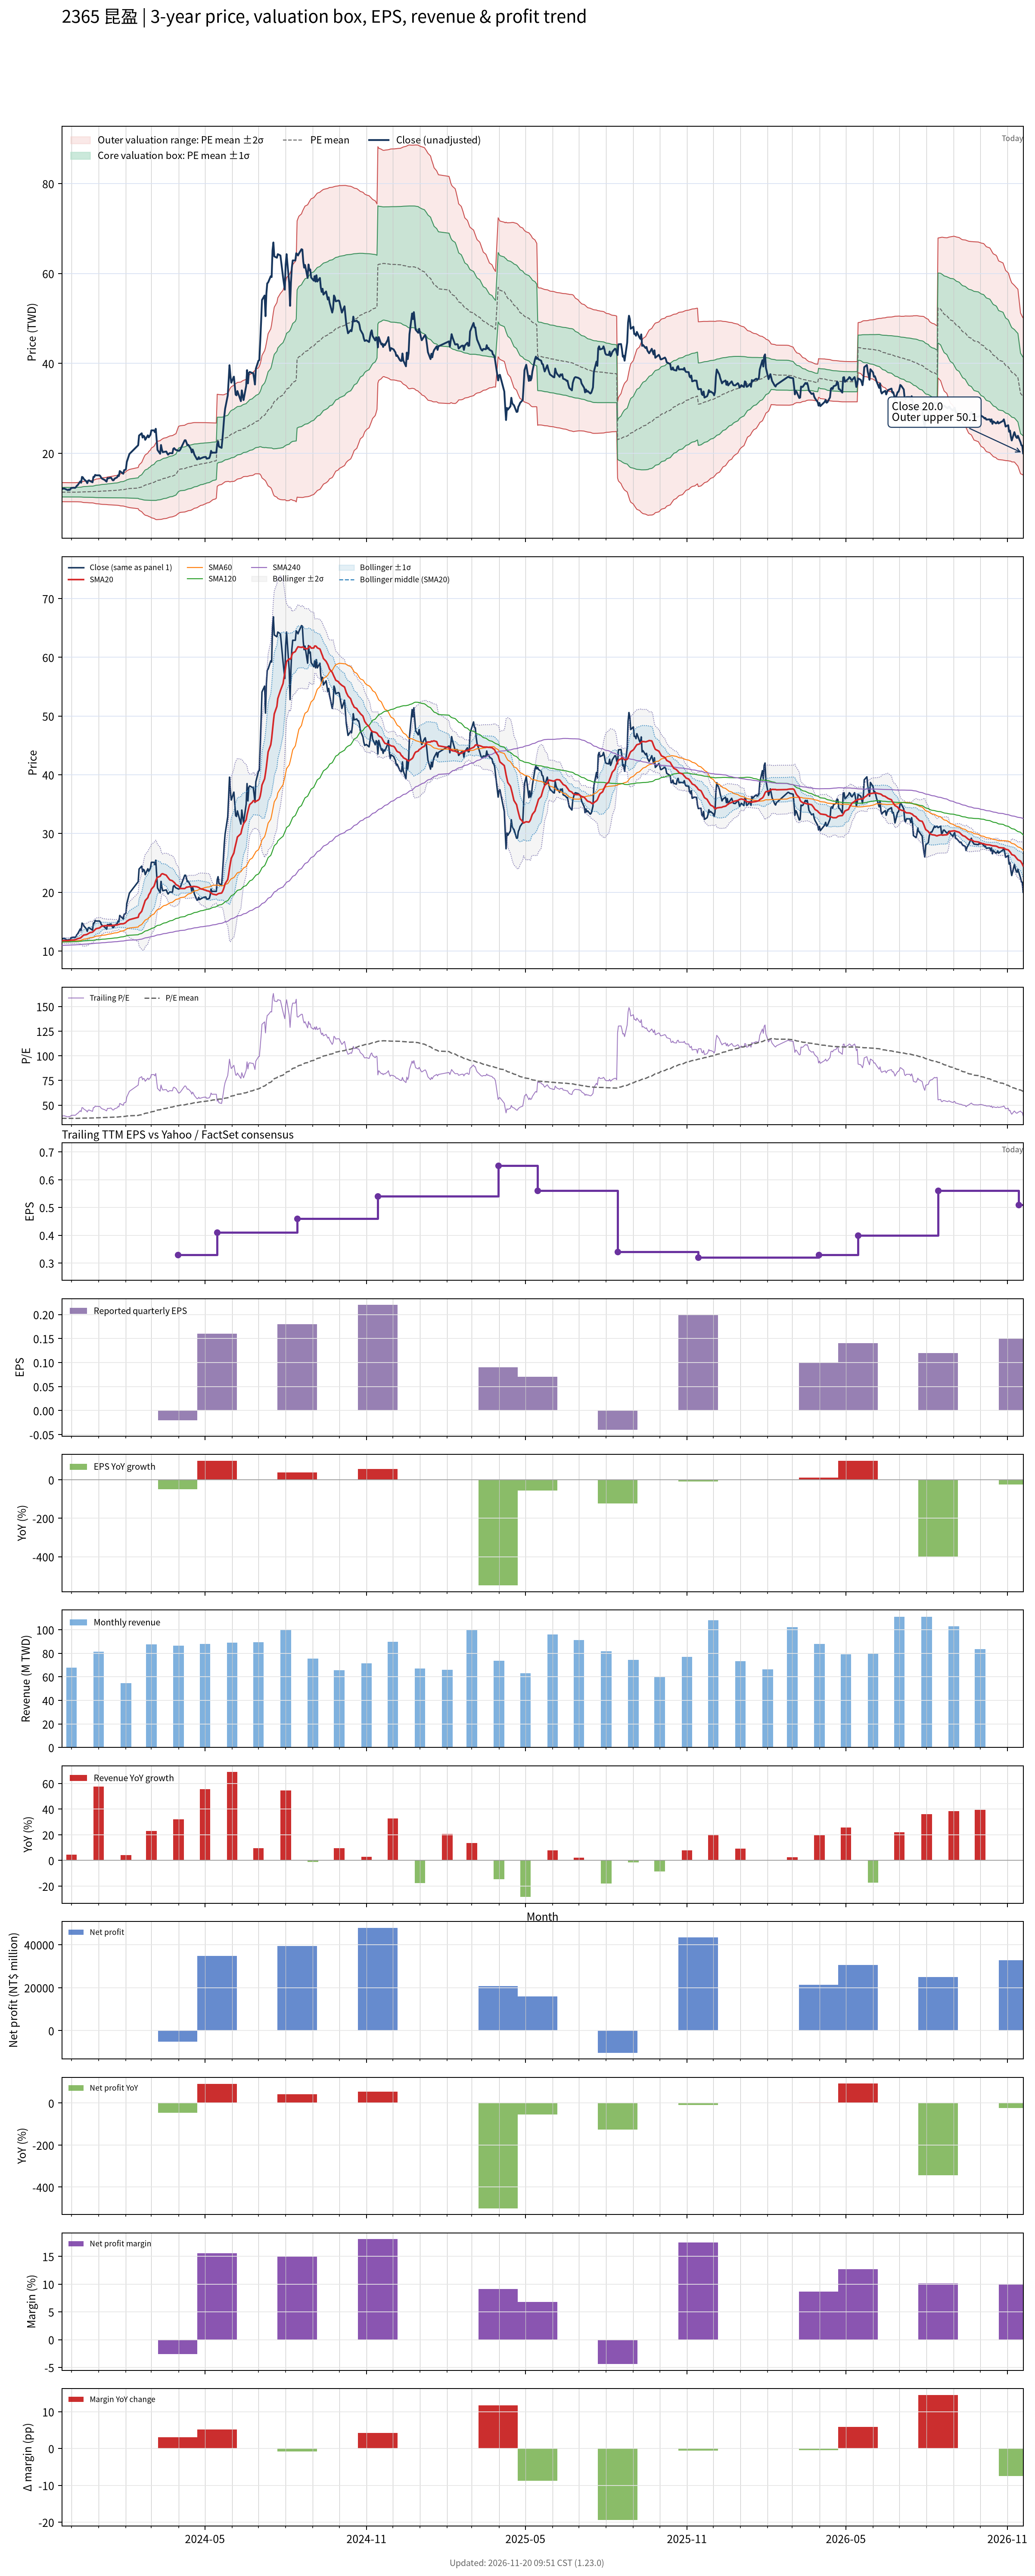 2365 昆盈 | 3-year price, valuation box, EPS, revenue & profit trend
Outer valuation range: PE mean ±2σ
Core valuation box: PE mean ±1σ
PE mean
Close (unadjusted)
Today
Price (TWD)
80
60
40
20
Close 20.0
Outer upper 50.1
Close (same as panel 1)
SMA20
SMA60
SMA120
SMA240
Bollinger ±2σ
Bollinger ±1σ
Bollinger middle (SMA20)
Price
70
60
50
40
30
20
10
Trailing P/E
P/E mean
P/E
150
125
100
75
50
Trailing TTM EPS vs Yahoo / FactSet consensus
Today
EPS
0.7
0.6
0.5
0.4
0.3
Reported quarterly EPS
EPS
0.20
0.15
0.10
0.05
0.00
-0.05
EPS YoY growth
YoY (%)
0
-200
-400
Monthly revenue
Revenue (M TWD)
100
80
60
40
20
0
Revenue YoY growth
YoY (%)
60
40
20
0
-20
Month
Net profit
Net profit (NT$ million)
40000
20000
0
Net profit YoY
YoY (%)
0
-200
-400
Net profit margin
Margin (%)
15
10
5
0
-5
Margin YoY change
Δ margin (pp)
10
0
-10
-20
2024-05
2024-11
2025-05
2025-11
2026-05
2026-11
Updated: 2026-11-20 09:51 CST (1.23.0)